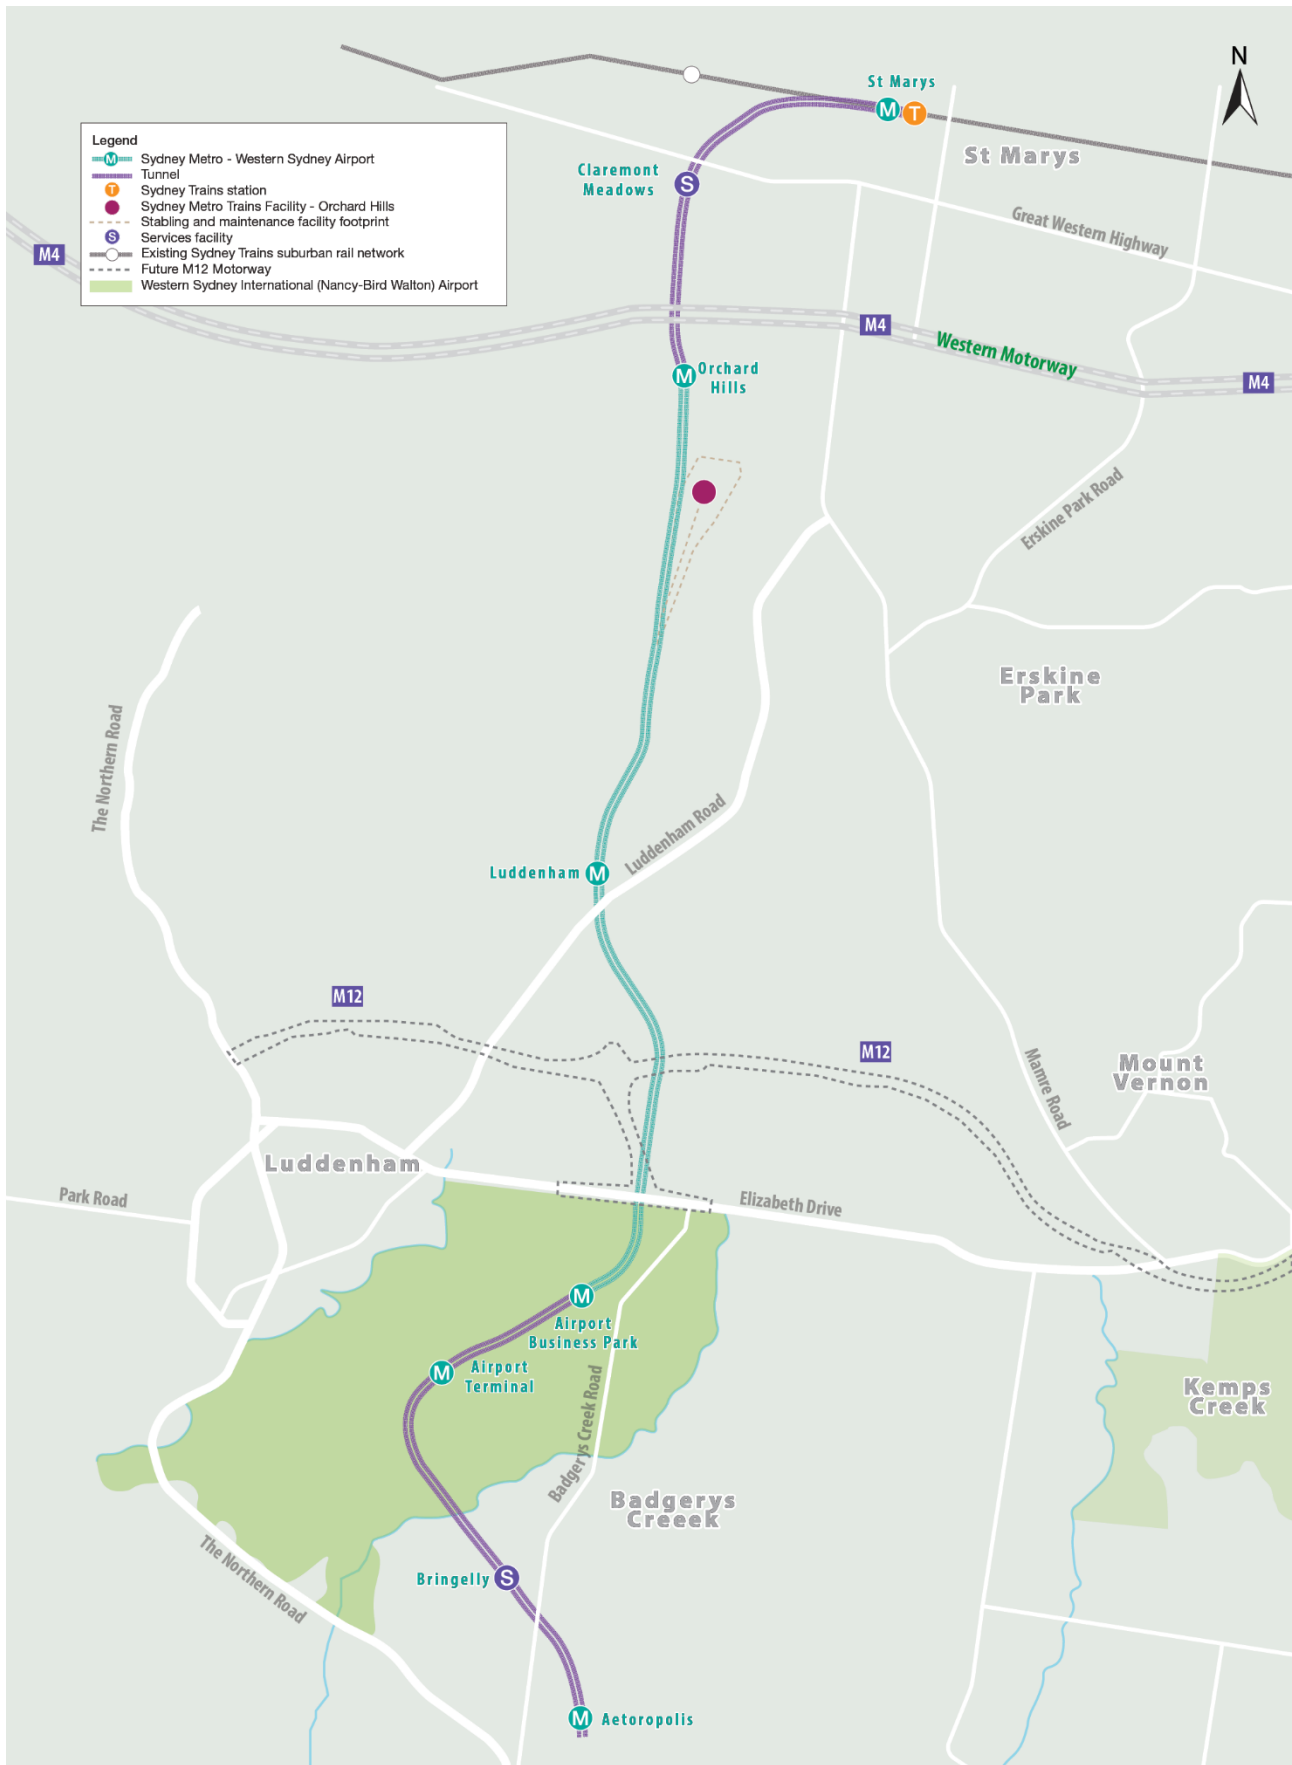 N
St Marys
M
T
St Marys
Legend
M
Sydney Metro - Western Sydney Airport
Tunnel
T
Sydney Trains station
Sydney Metro Trains Facility - Orchard Hills
Stabling and maintenance facility footprint
S
Services facility
Existing Sydney Trains suburban rail network
Future M12 Motorway
Western Sydney International (Nancy-Bird Walton) Airport
Claremont
Meadows
S
Great Western Highway
M4
M4
Western Motorway
M4
M
Orchard
Hills
Erskine Park Road
Erskine
Park
The Northern Road
Luddenham Road
Luddenham
M
M12
M12
Mamre Road
Mount
Vernon
Luddenham
Park Road
Elizabeth Drive
M
Airport
Business Park
M
Airport
Terminal
Badgerys Creek Road
Kemps
Creek
Badgerys
Creeek
The Northern Road
Bringelly
S
M
Aetoropolis